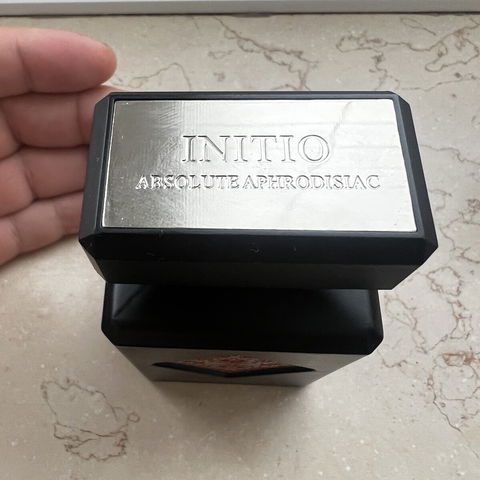 INITIO
ABSOLUTE APHRODISIAC